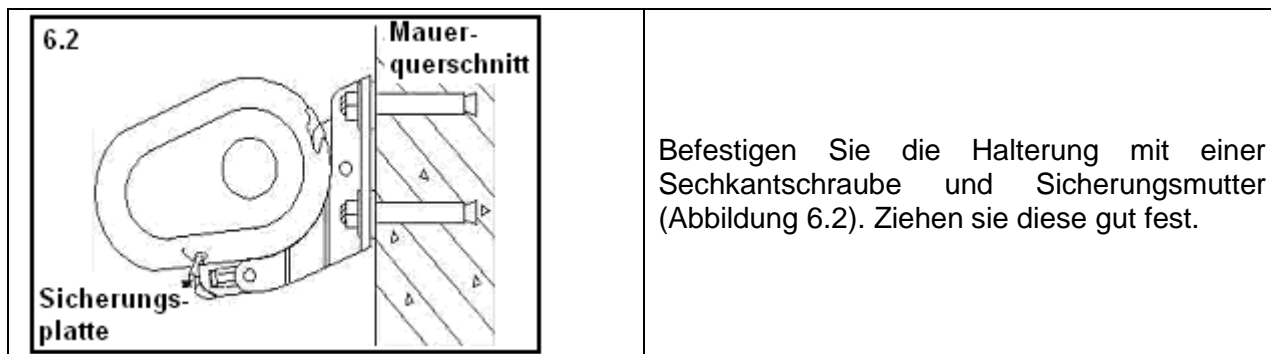 6.2
Mauer-
querschnitt
Sicherungs-
platte
Befestigen Sie die Halterung mit einer
Sechkantschraube und Sicherungsmutter
(Abbildung 6.2). Ziehen sie diese gut fest.